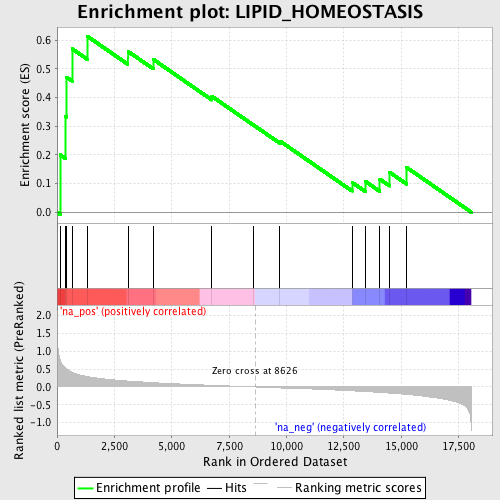 Enrichment plot: LIPID_HOMEOSTASIS
Enrichment score (ES)
0.6
0.5
0.4
0.3
0.2
0.1
0.0
'na_pos' (positively correlated)
Ranked list metric (PreRanked)
2.0
1.5
1.0
0.5
0.0
-0.5
-1.0
Zero cross at 8626
'na_neg' (negatively correlated)
0 2,500 5,000 7,500 10,000 12,500 15,000 17,500
Rank in Ordered Dataset
Enrichment profile Hits Ranking metric scores